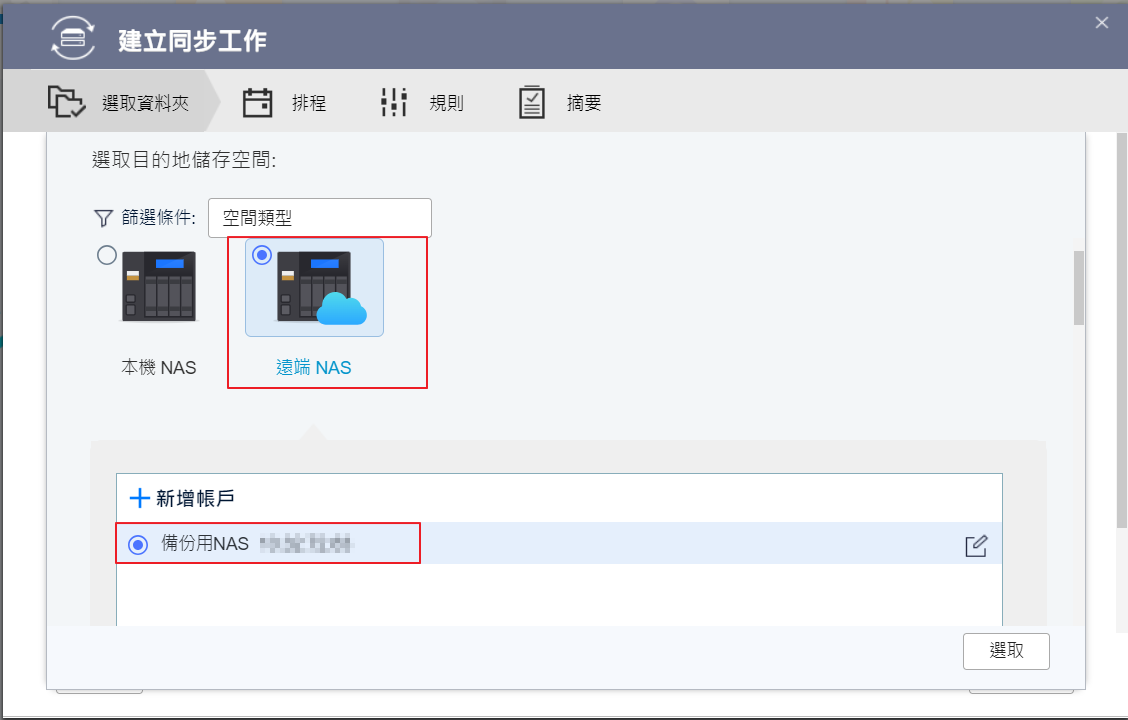 建立同步工作
選取資料夾 排程 規則 摘要
選取目的地儲存空間:
篩選條件: 空間類型
本機 NAS 遠端 NAS
新增帳戶
備份用NAS
選取